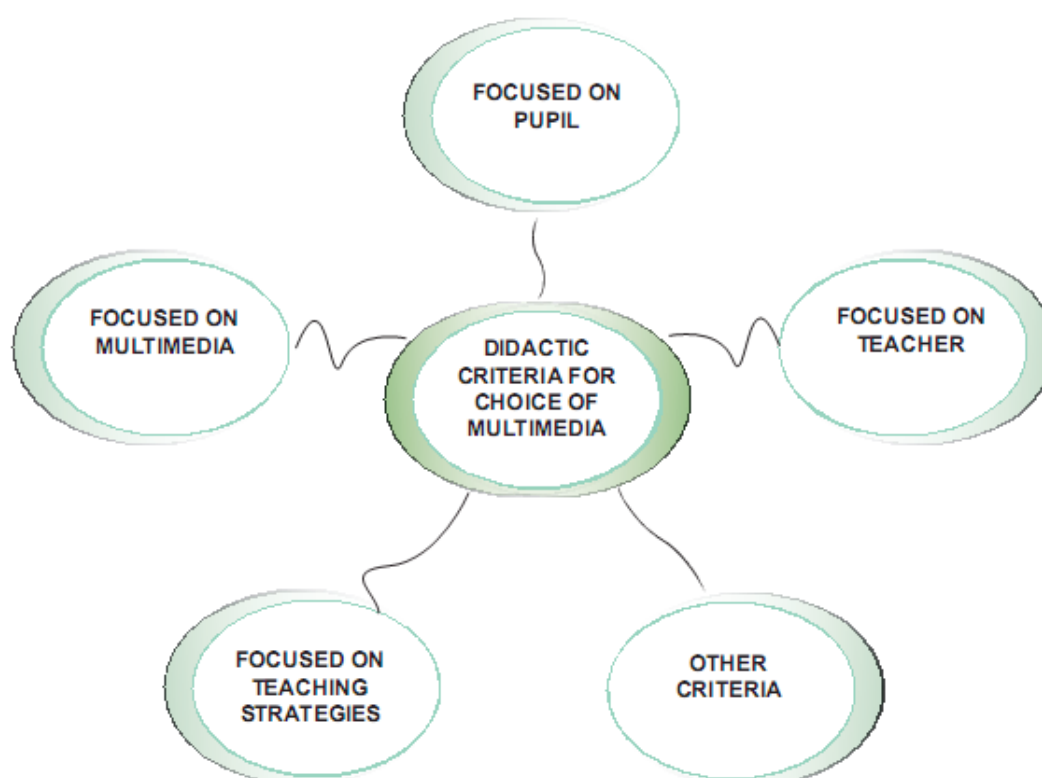 FOCUSED ON
PUPIL
FOCUSED ON
MULTIMEDIA
FOCUSED ON
TEACHER
DIDACTIC
CRITERIA FOR
CHOICE OF
MULTIMEDIA
FOCUSED ON
TEACHING
STRATEGIES
OTHER
CRITERIA